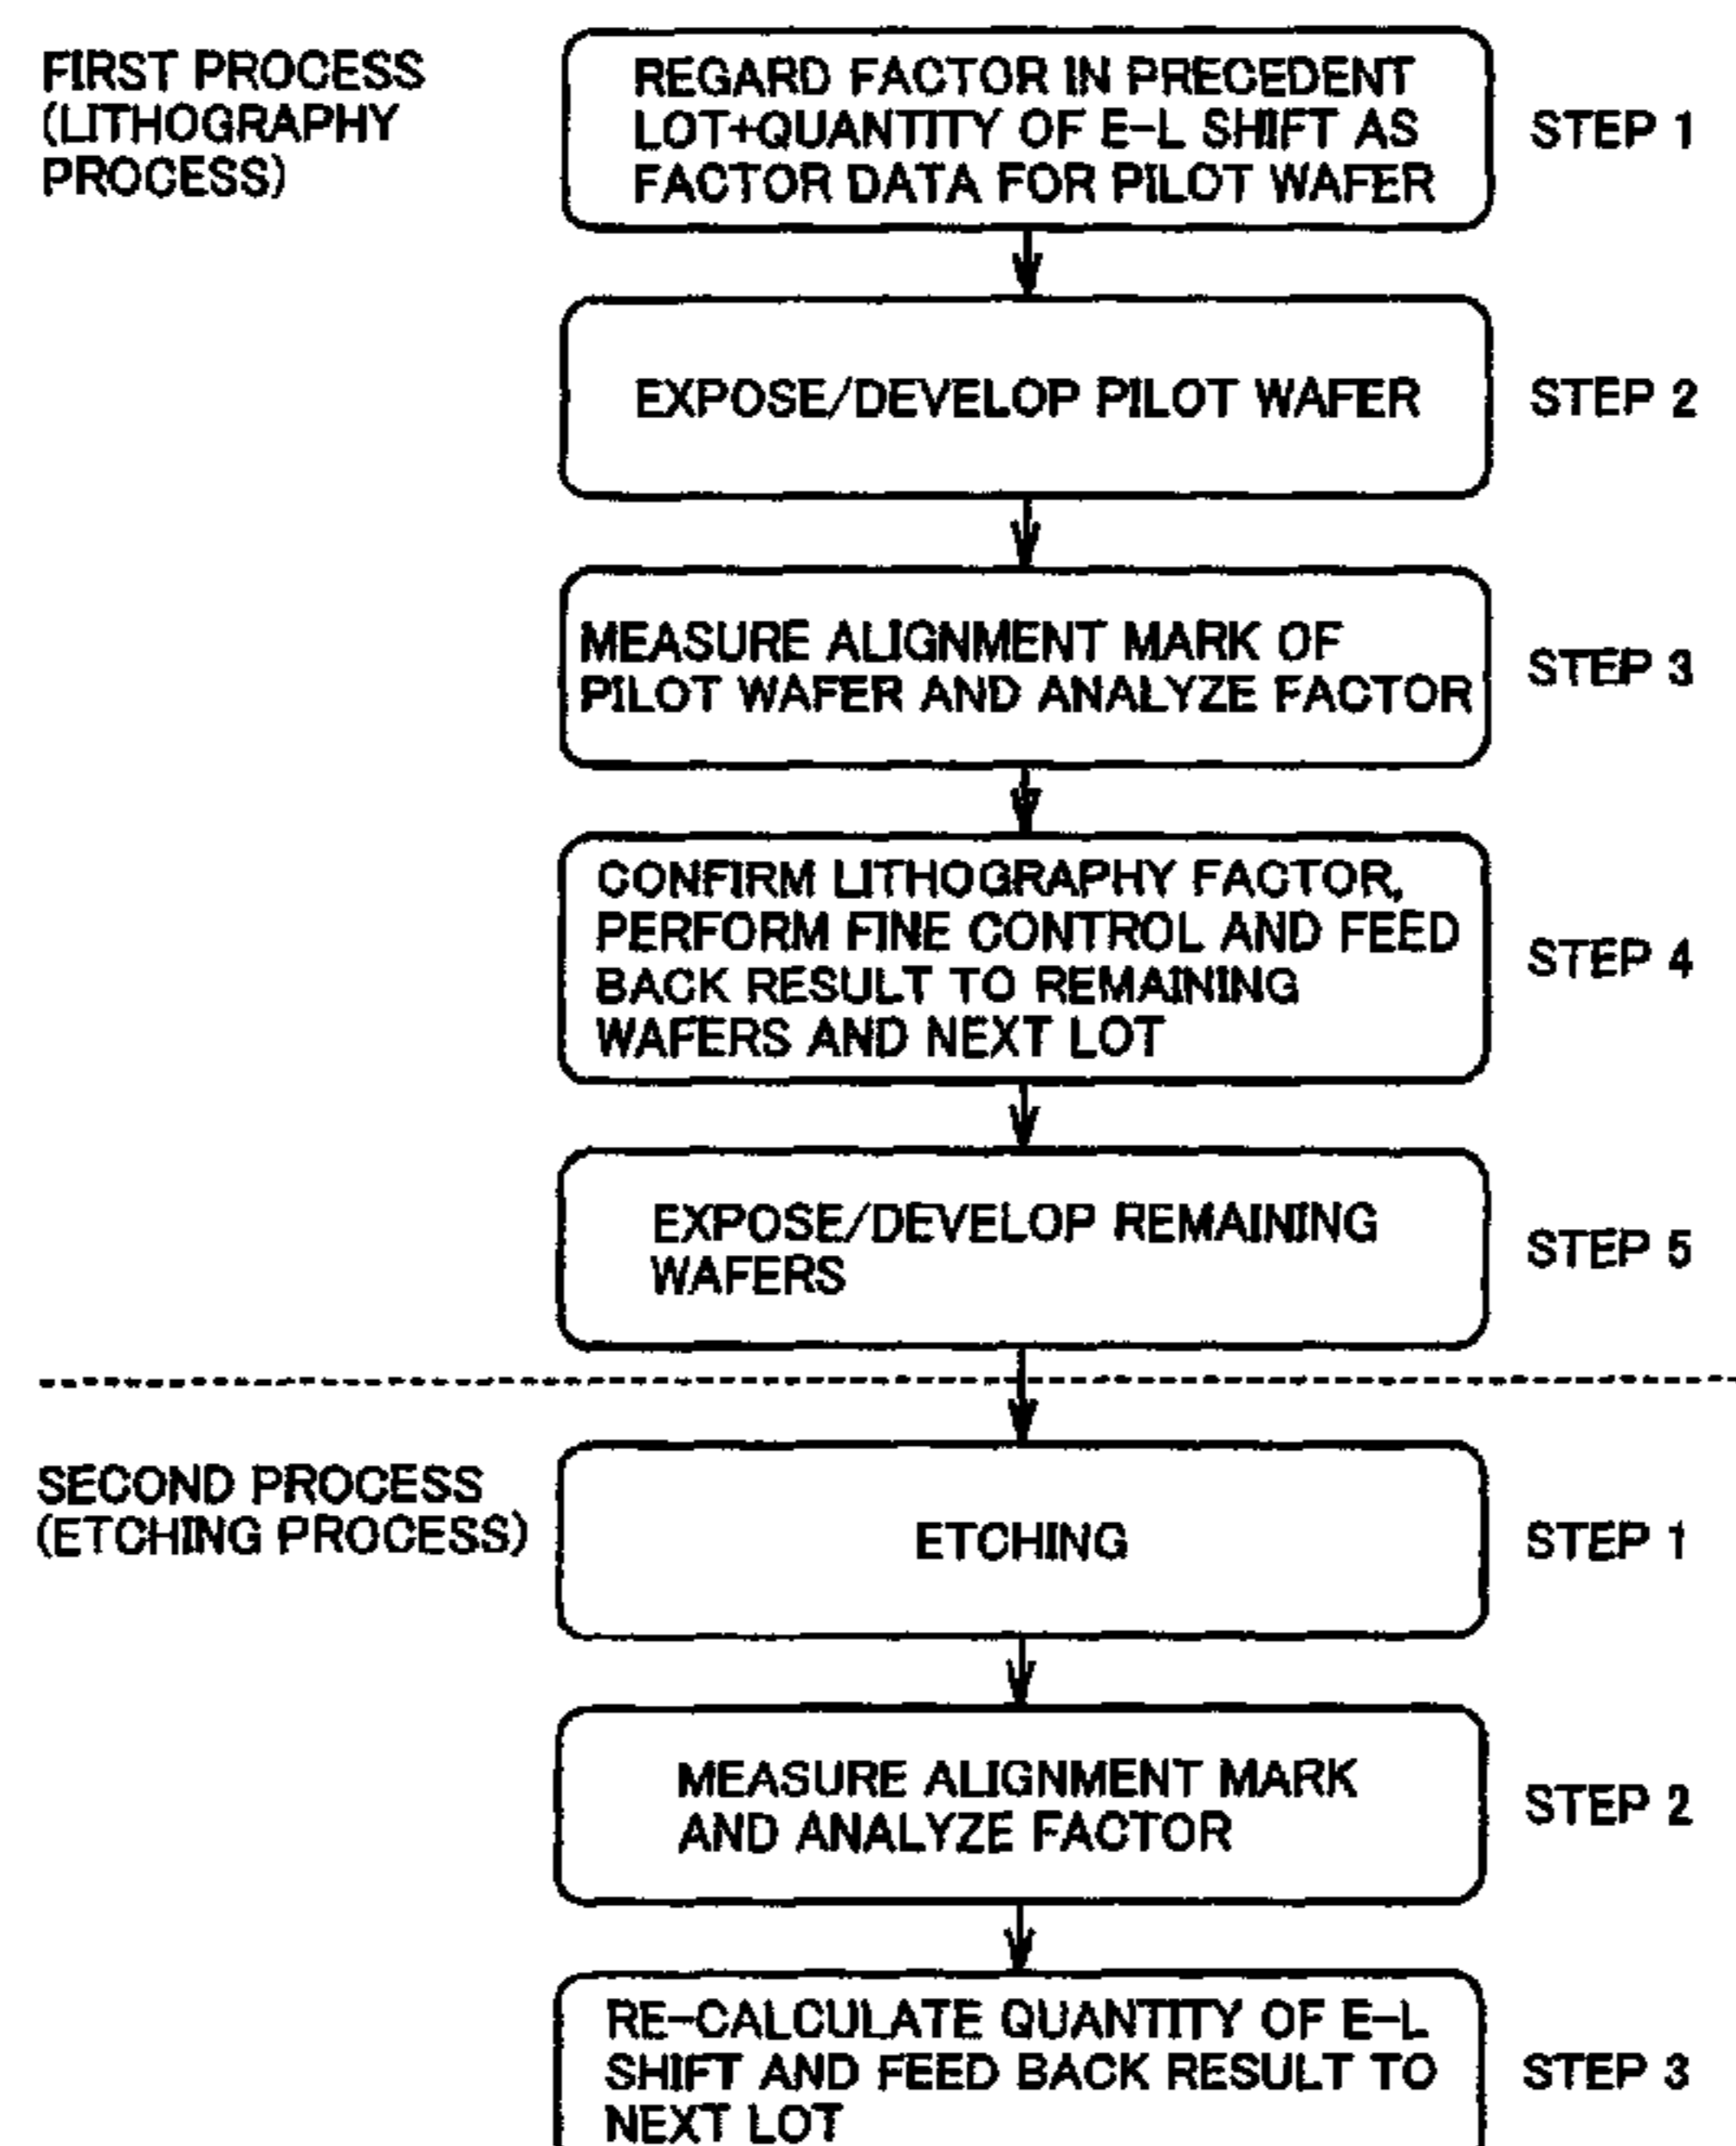 FIRST PROCESS
(LITHOGRAPHY
PROCESS)
REGARD FACTOR IN PRECEDENT
LOT+QUANTITY OF E-L SHIFT AS
FACTOR DATA FOR PILOT WAFER
STEP 1
EXPOSE/DEVELOP PILOT WAFER
STEP 2
MEASURE ALIGNMENT MARK OF
PILOT WAFER AND ANALYZE FACTOR
STEP 3
CONFIRM LITHOGRAPHY FACTOR,
PERFORM FINE CONTROL AND FEED
BACK RESULT TO REMAINING
WAFERS AND NEXT LOT
STEP 4
EXPOSE/DEVELOP REMAINING
WAFERS
STEP 5
SECOND PROCESS
(ETCHING PROCESS)
ETCHING
STEP 1
MEASURE ALIGNMENT MARK
AND ANALYZE FACTOR
STEP 2
RE-CALCULATE QUANTITY OF E-L
SHIFT AND FEED BACK RESULT TO
NEXT LOT
STEP 3